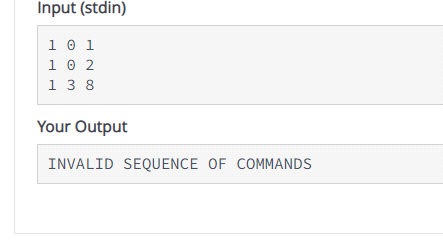 Input (stdin)
1 0 1
1 0 2
1 3 8
Your Output
INVALID SEQUENCE OF COMMANDS